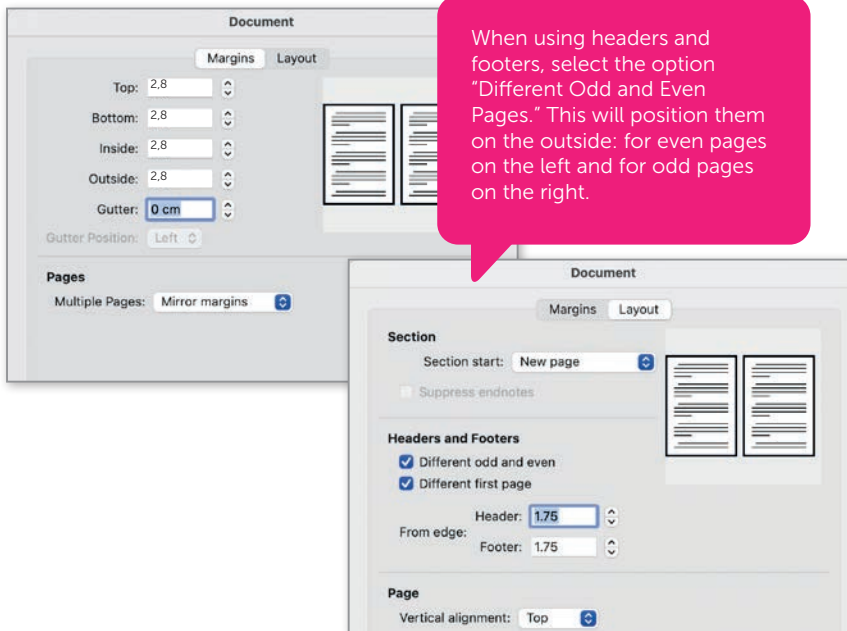 Document
Margins Layout
Top: 2,8
Bottom: 2,8
Inside: 2,8
Outside: 2,8
Gutter: 0 cm
Gutter Position: Left
Pages
Multiple Pages: Mirror margins
When using headers and
footers, select the option
“Different Odd and Even
Pages.” This will position them
on the outside: for even pages
on the left and for odd pages
on the right.
Document
Margins Layout
Section
Section start: New page
Suppress endnotes
Headers and Footers
Different odd and even
Different first page
Header: 1.75
From edge:
Footer: 1.75
Page
Vertical alignment: Top